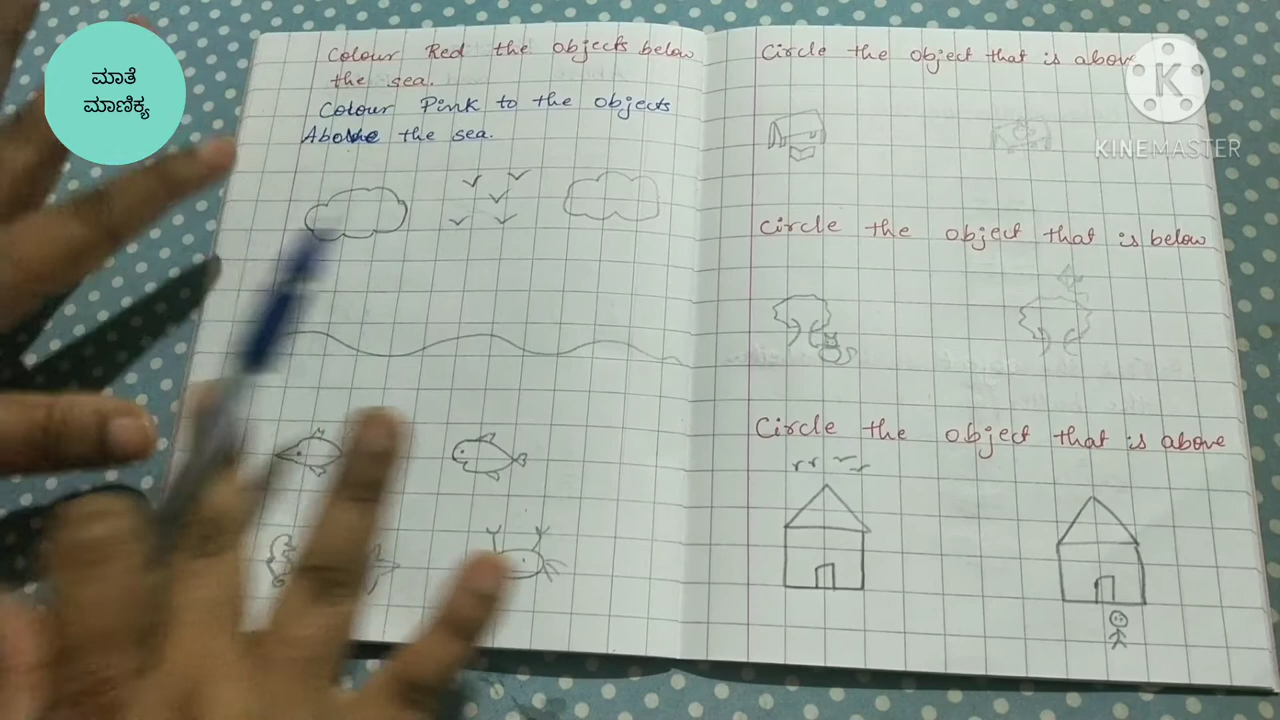 ಮಾತೆ
ಮಾಣಿಕ್ಯ
Colour Red the objects below
the sea.
Colour Pink to the objects
Above the sea.
Circle the object that is above
K
KINEMASTER
Circle the object that is below
Circle the object that is above